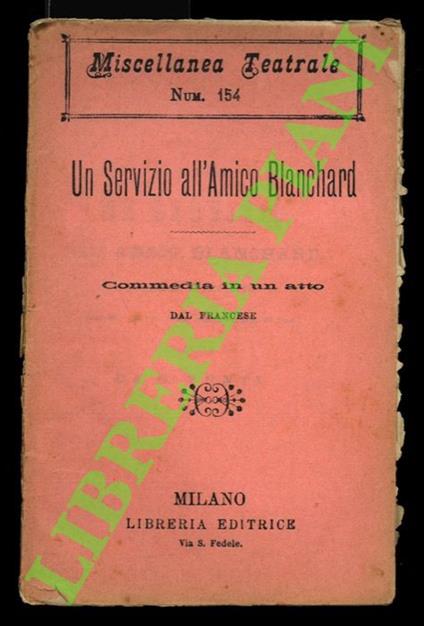 Miscellanea Teatrale
Num. 154
Un Servizio all'Amico Blanchard
Commedia in un atto
DAL FRANCESE
MILANO
LIBRERIA EDITRICE
Via S. Fedele.
LIBRERIA PIANI